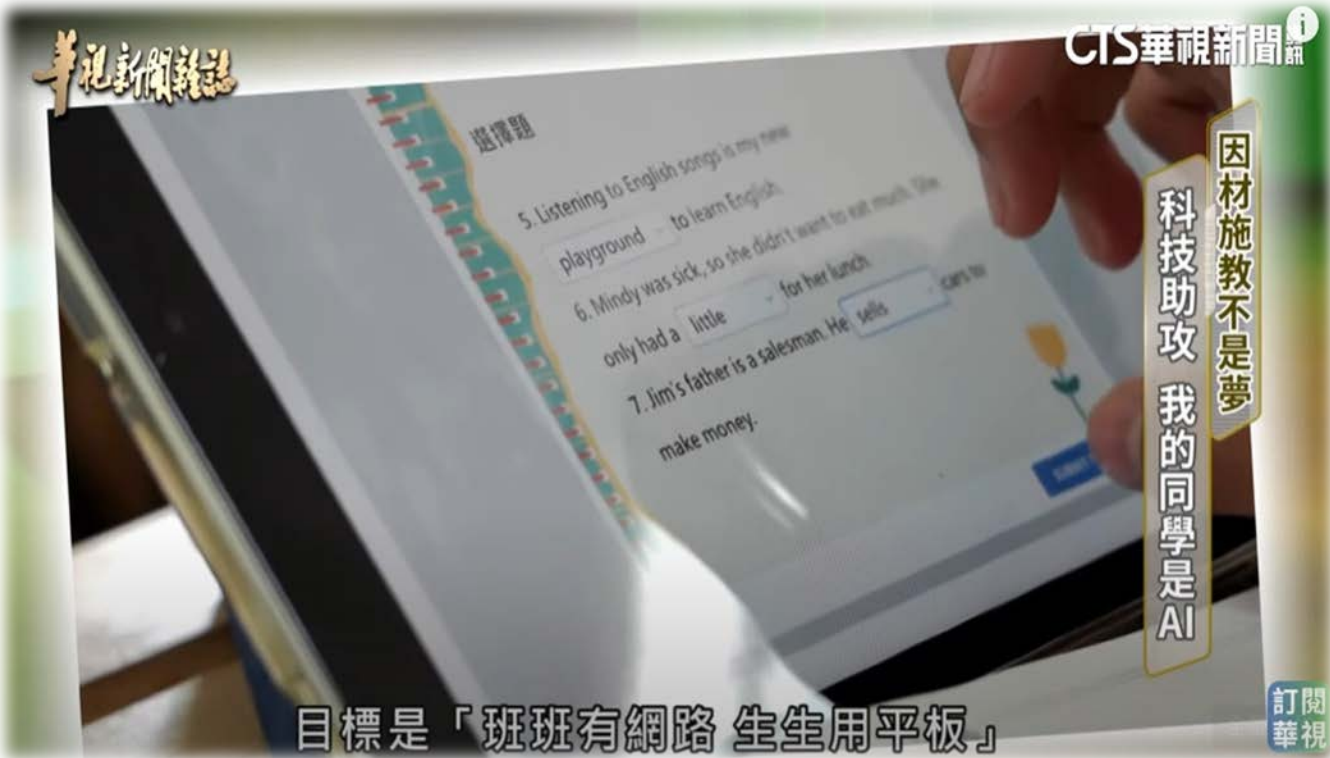 華視新聞雜誌
CTS華視新聞資訊
因材施教不是夢
科技助攻 我的同學是AI
選擇題
5. Listening to English songs is my new
playground to learn English.
6. Mindy was sick, so she didn't want to eat much. She
only had a little for her lunch.
7. Jim's father is a salesman. He sells cars to
make money.
SUBMIT
目標是「班班有網路 生生用平板」
訂閱
華視